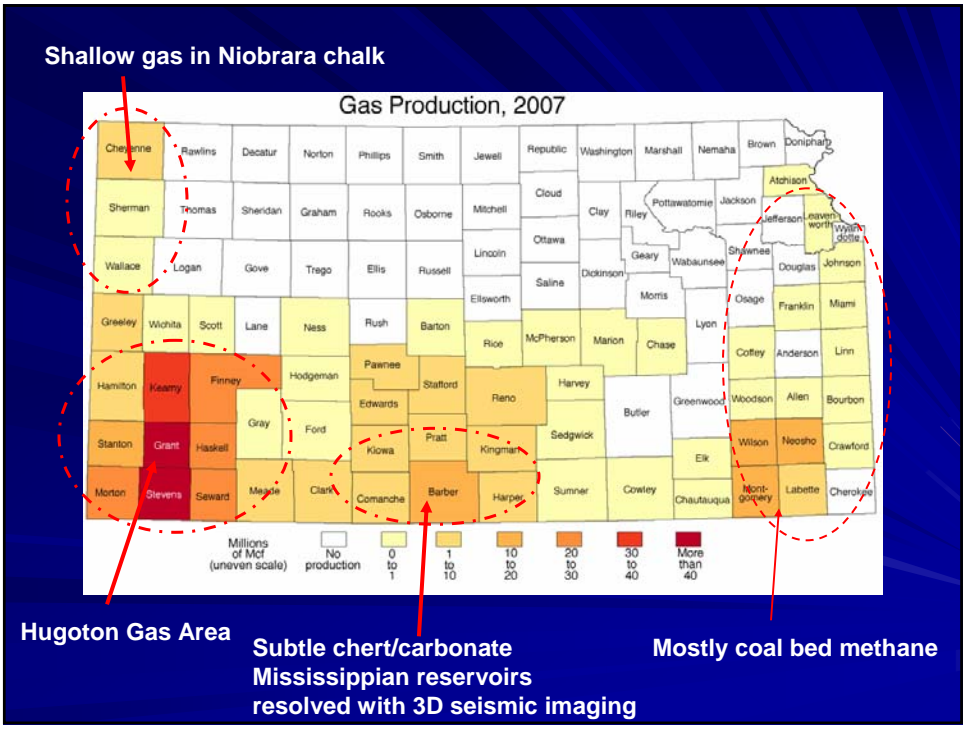 Shallow gas in Niobrara chalk
Gas Production, 2007
Cheyenne Rawlins Decatur Norton Phillips Smith Jewell Republic Washington Marshall Nemaha Brown Doniphan
Atchison
Sherman Thomas Sheridan Graham Rooks Osborne Mitchell Cloud Clay Riley Pottawatomie Jackson Jefferson Leaven-
worth
Wyan
dotte
Lincoln Ottawa Geary Wabaunsee Shawnee Douglas Johnson
Wallace Logan Gove Trego Ellis Russell Saline Dickinson
Ellsworth Morris Osage Franklin Miami
Greeley Wichita Scott Lane Ness Rush Barton Rice McPherson Marion Chase Lyon Coffey Anderson Linn
Hamilton Kearny Finney Hodgeman Pawnee Stafford Reno Harvey
Edwards Butler Greenwood Woodson Allen Bourbon
Gray Ford Pratt Sedgwick
Stanton Grant Haskell Kiowa Kingman Elk Wilson Neosho Crawford
Morton Stevens Seward Meade Clark Comanche Barber Harper Sumner Cowley Chautauqua Mont-
gomery Labette Cherokee
Millions
of Mcf
(uneven scale)
No
production
0
to
1
1
to
10
10
to
20
20
to
30
30
to
40
More
than
40
Hugoton Gas Area
Subtle chert/carbonate
Mississippian reservoirs
resolved with 3D seismic imaging
Mostly coal bed methane